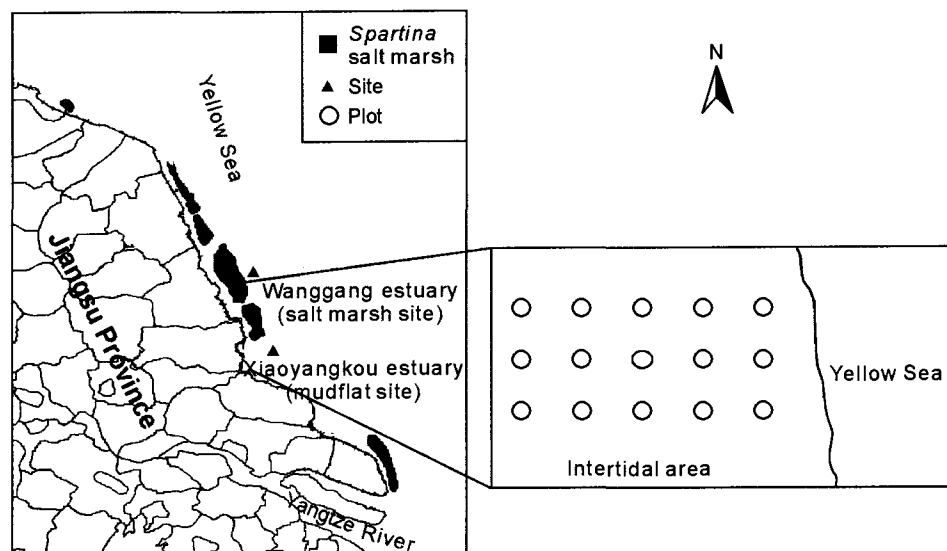 Spartina
salt marsh
Site
Plot
N
Yellow Sea
Jiangsu Province
Wanggang estuary
(salt marsh site)
Xiaoyangkou estuary
(mudflat site)
Yangtze River
Yellow Sea
Intertidal area